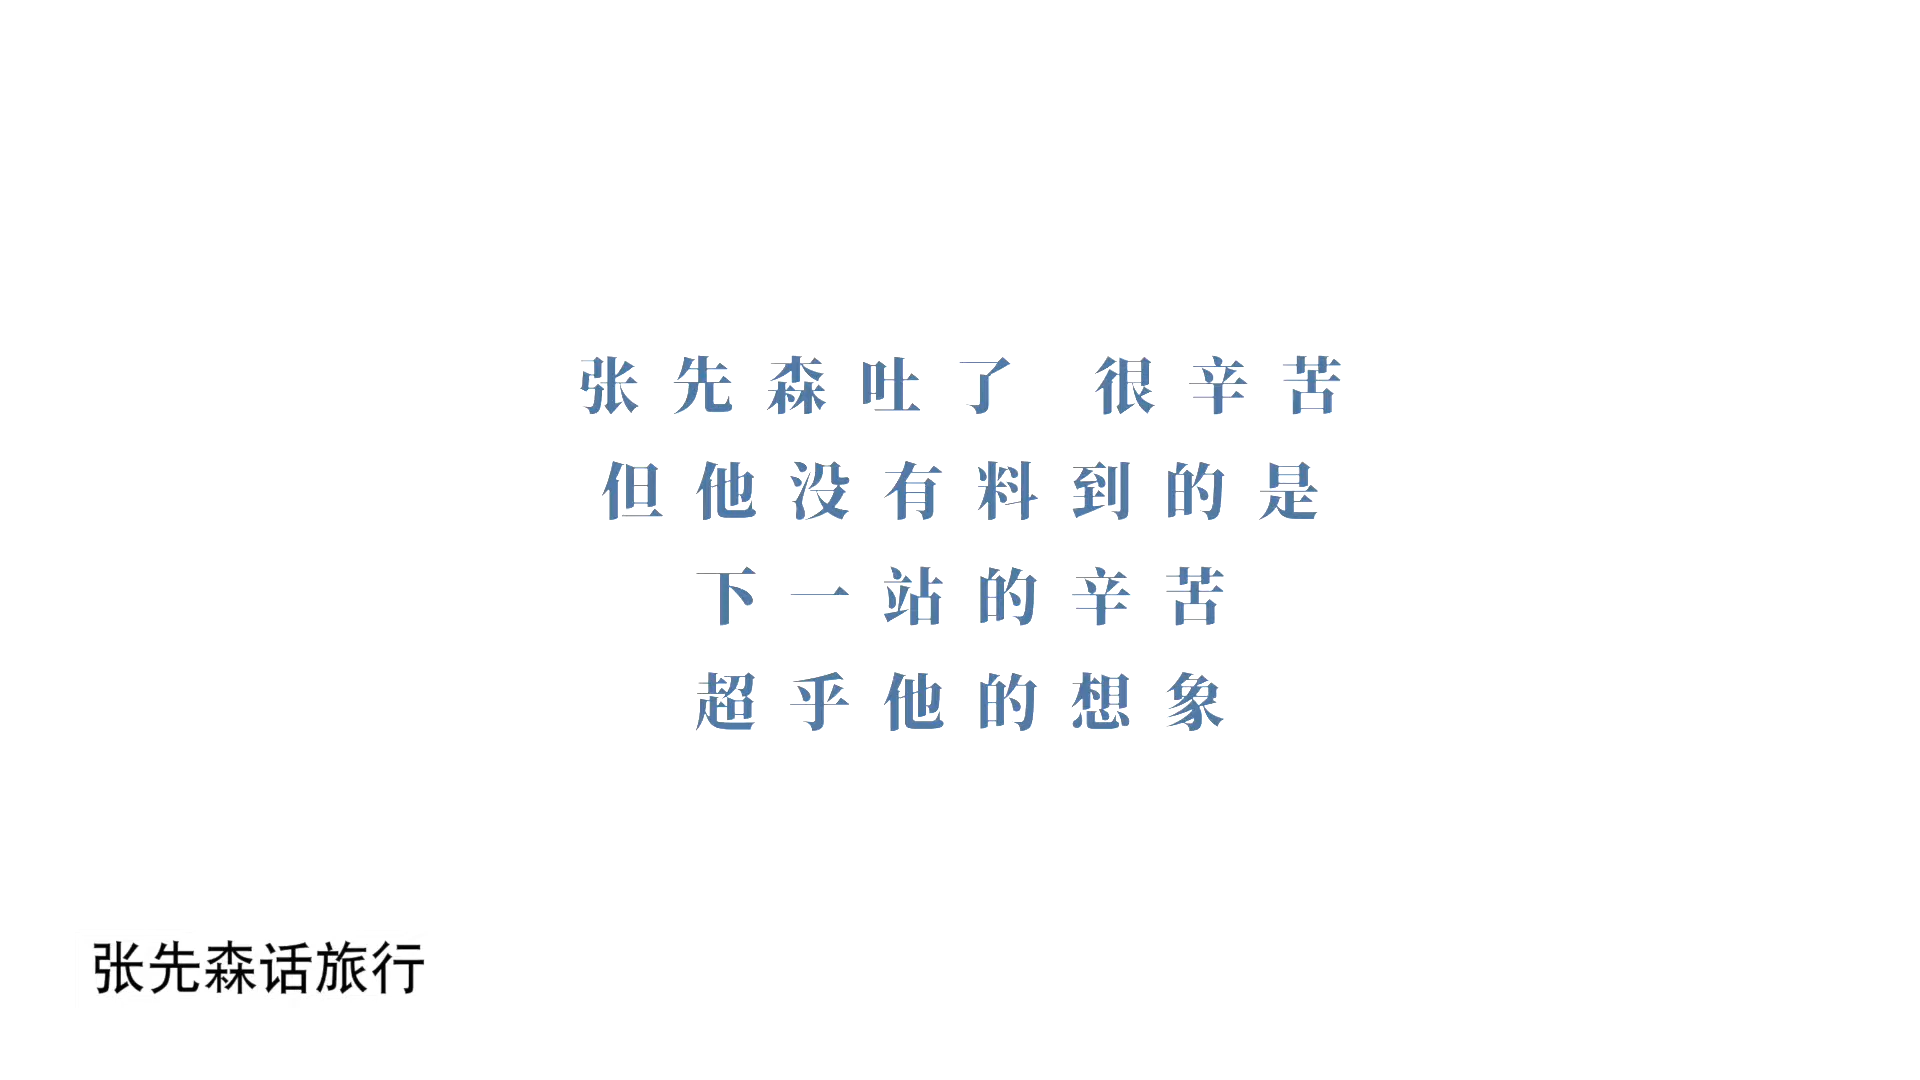 张先森吐了 很辛苦
但他没有料到的是
下一站的辛苦
超乎他的想象
张先森话旅行